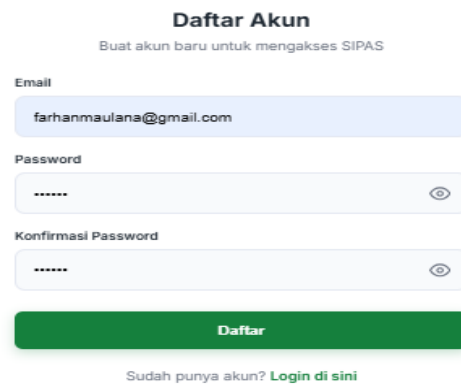 Daftar Akun
Buat akun baru untuk mengakses SIPAS
Email
farhanmaulana@gmail.com
Password
••••••
Konfirmasi Password
••••••
Daftar
Sudah punya akun? Login di sini